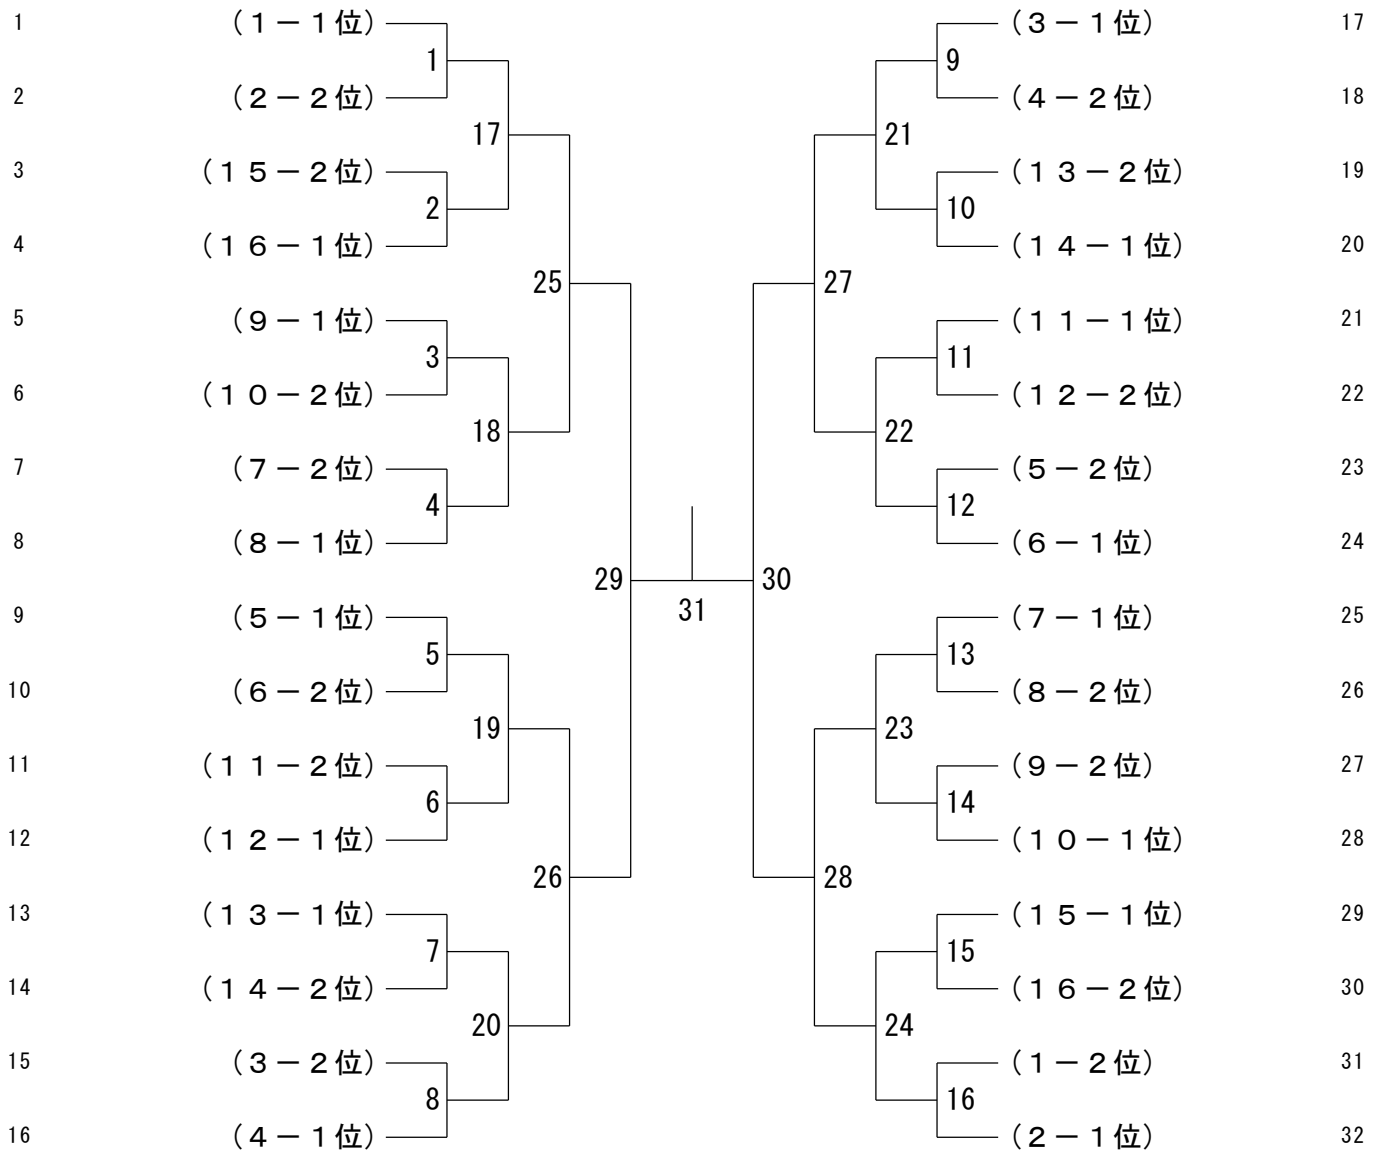 1 （１－１位） （３－１位） 17
1 9
2 （２－２位） （４－２位） 18
17 21
3 （１５－２位） （１３－２位） 19
2 10
4 （１６－１位） （１４－１位） 20
25 27
5 （９－１位） （１１－１位） 21
3 11
6 （１０－２位） （１２－２位） 22
18 22
7 （７－２位） （５－２位） 23
4 12
8 （８－１位） （６－１位） 24
29 30
31
9 （５－１位） （７－１位） 25
5 13
10 （６－２位） （８－２位） 26
19 23
11 （１１－２位） （９－２位） 27
6 14
12 （１２－１位） （１０－１位） 28
26 28
13 （１３－１位） （１５－１位） 29
7 15
14 （１４－２位） （１６－２位） 30
20 24
15 （３－２位） （１－２位） 31
8 16
16 （４－１位） （２－１位） 32